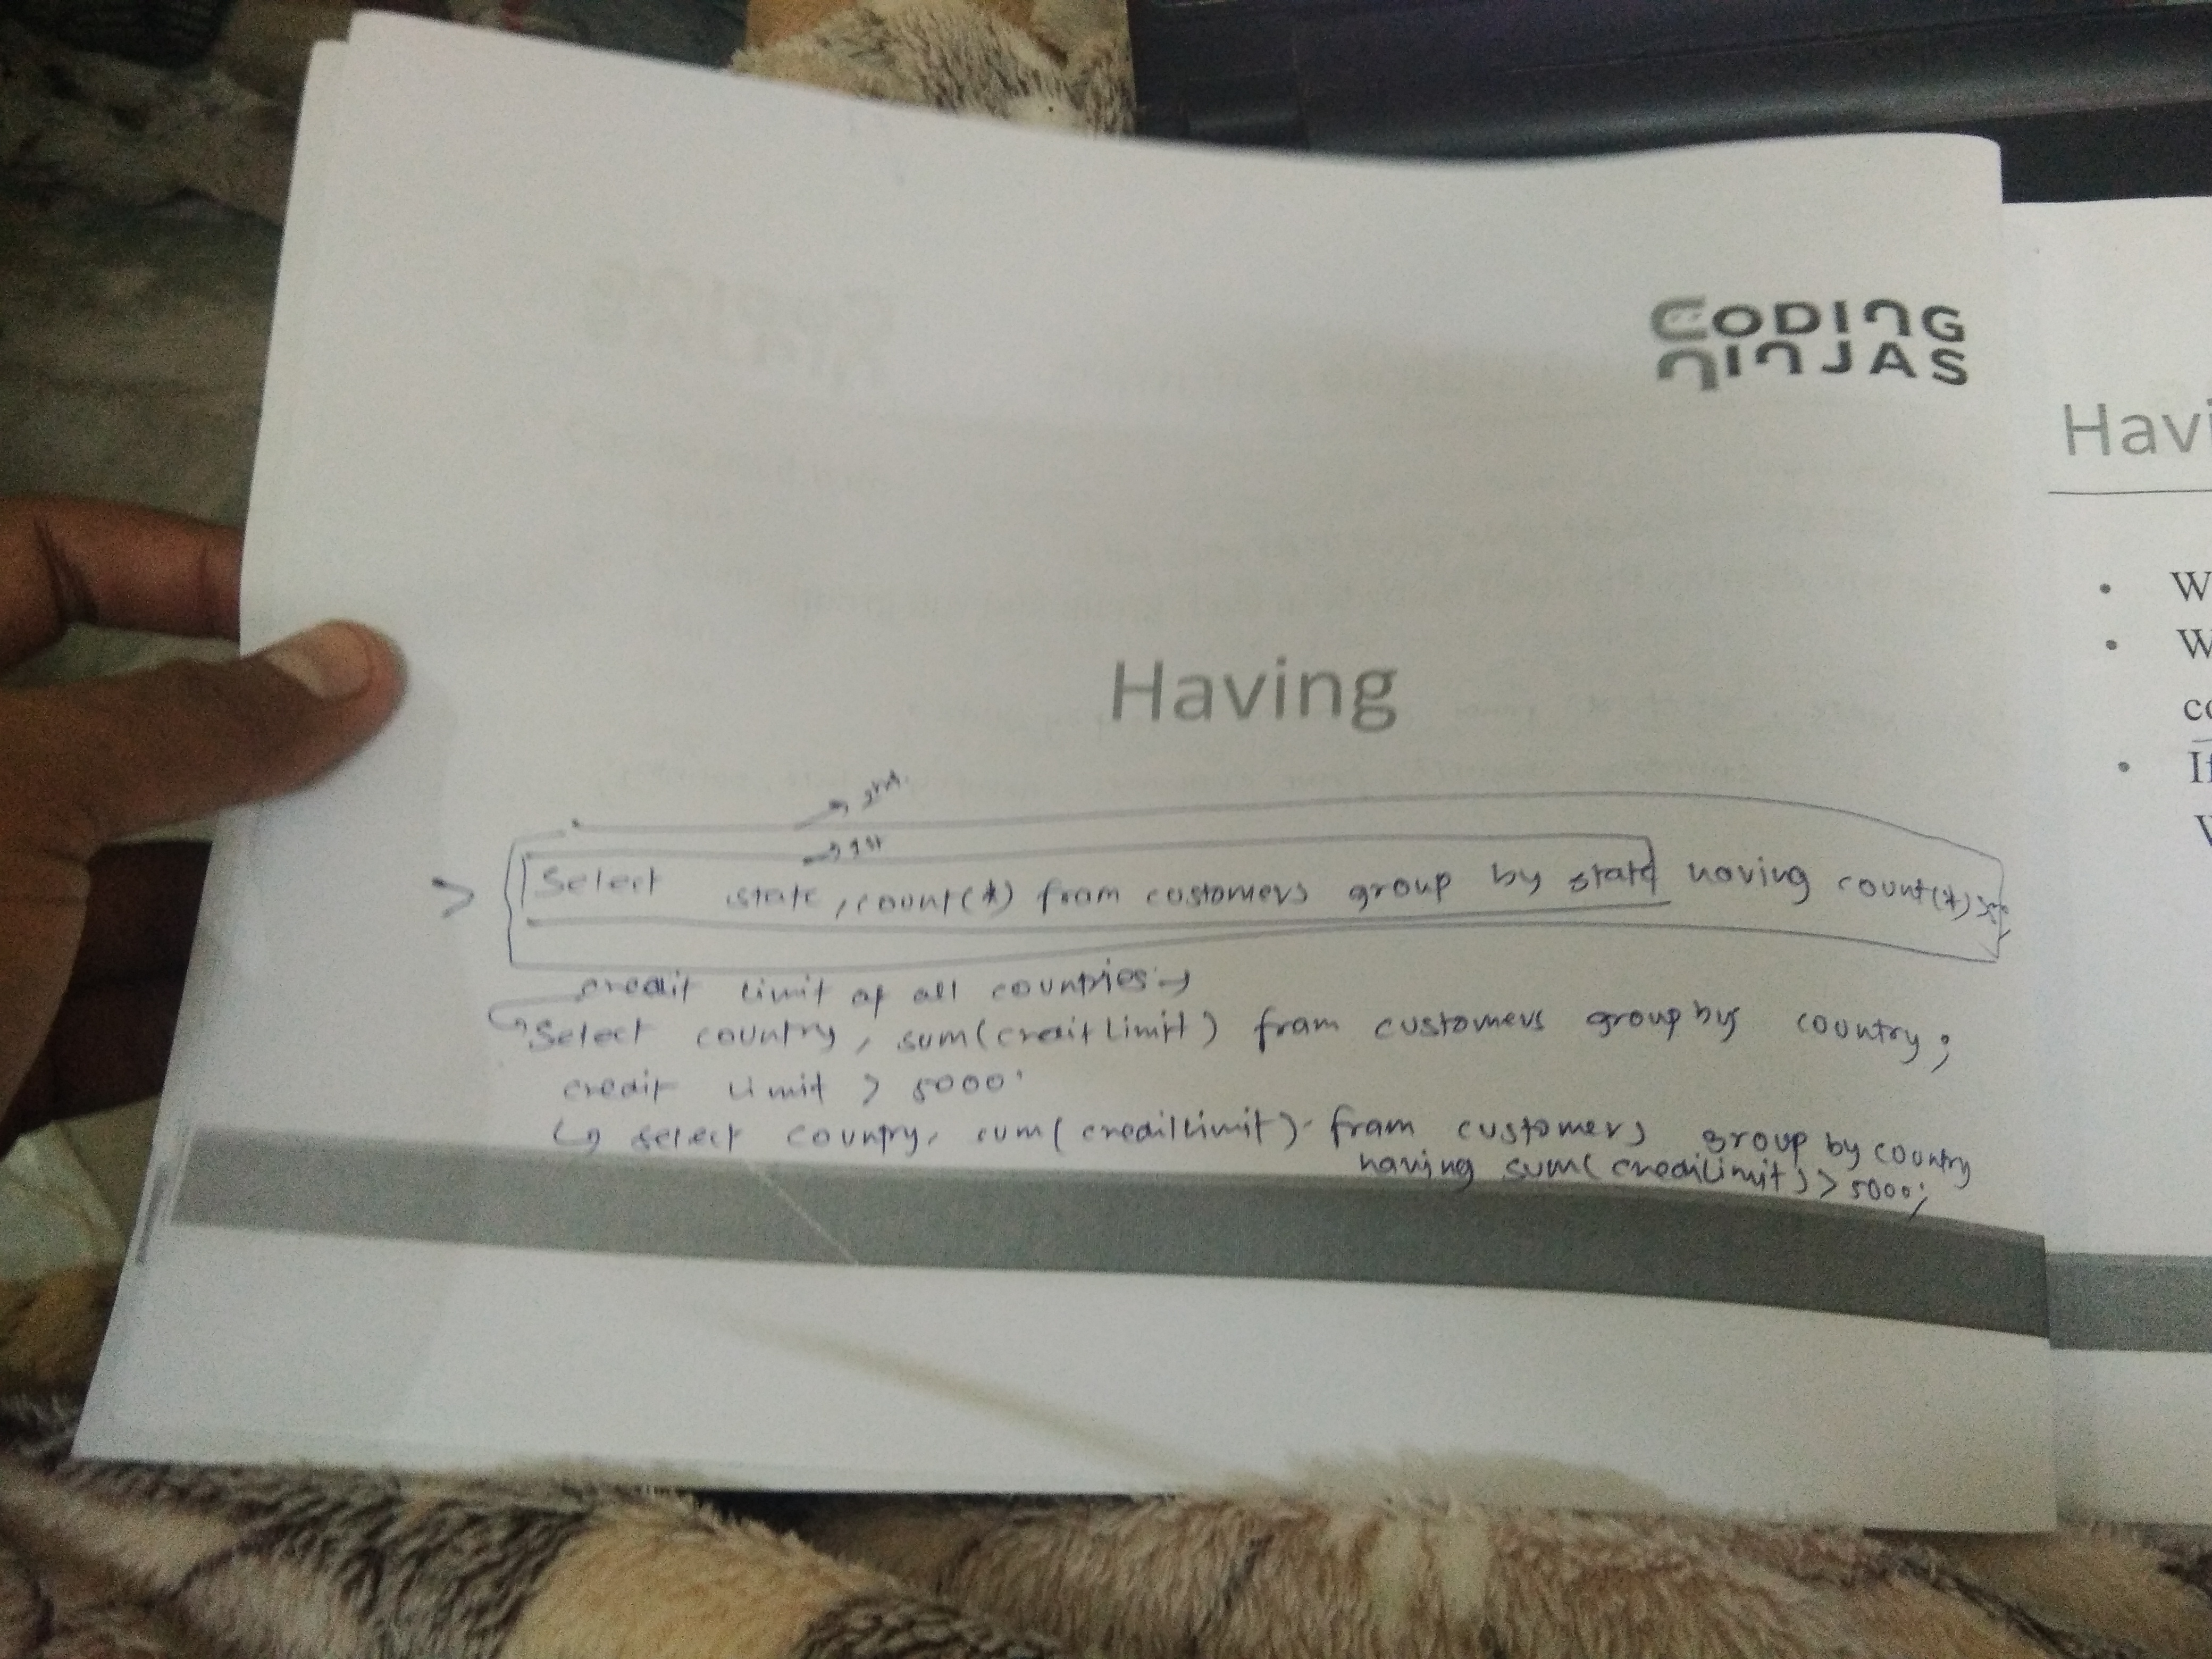 CODING
NINJAS
Having
1st
Select state, count(*) from customers group by state having count(*)
credit limit of all countries
Select country, sum(creditLimit) from customers group by country;
credit limit > 5000
select country, sum(creditLimit) from customers group by country
having sum(creditLimit) > 5000;
Havi
• W
• W
co
• If